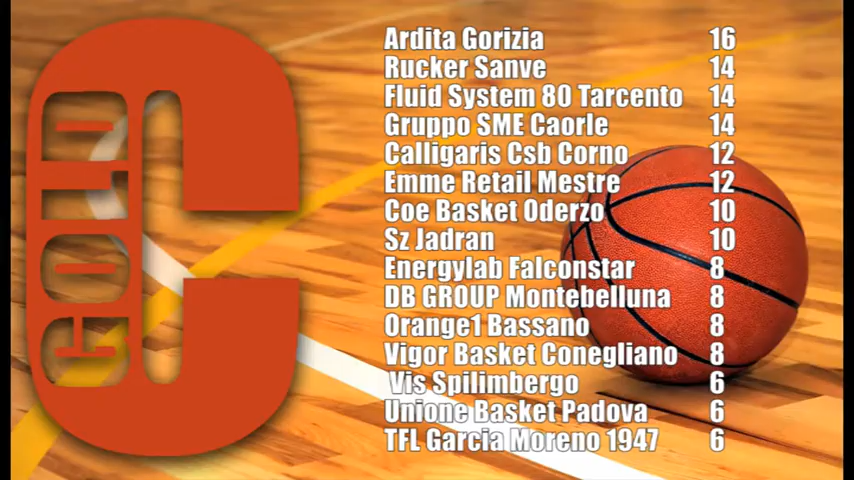 C GOLD
Ardita Gorizia 16
Rucker Sanve 14
Fluid System 80 Tarcento 14
Gruppo SME Caorle 14
Calligaris Csb Corno 12
Emme Retail Mestre 12
Coe Basket Oderzo 10
Sz Jadran 10
Energylab Falconstar 8
DB GROUP Montebelluna 8
Orange1 Bassano 8
Vigor Basket Conegliano 8
Vis Spilimbergo 6
Unione Basket Padova 6
TFL Garcia Moreno 1947 6